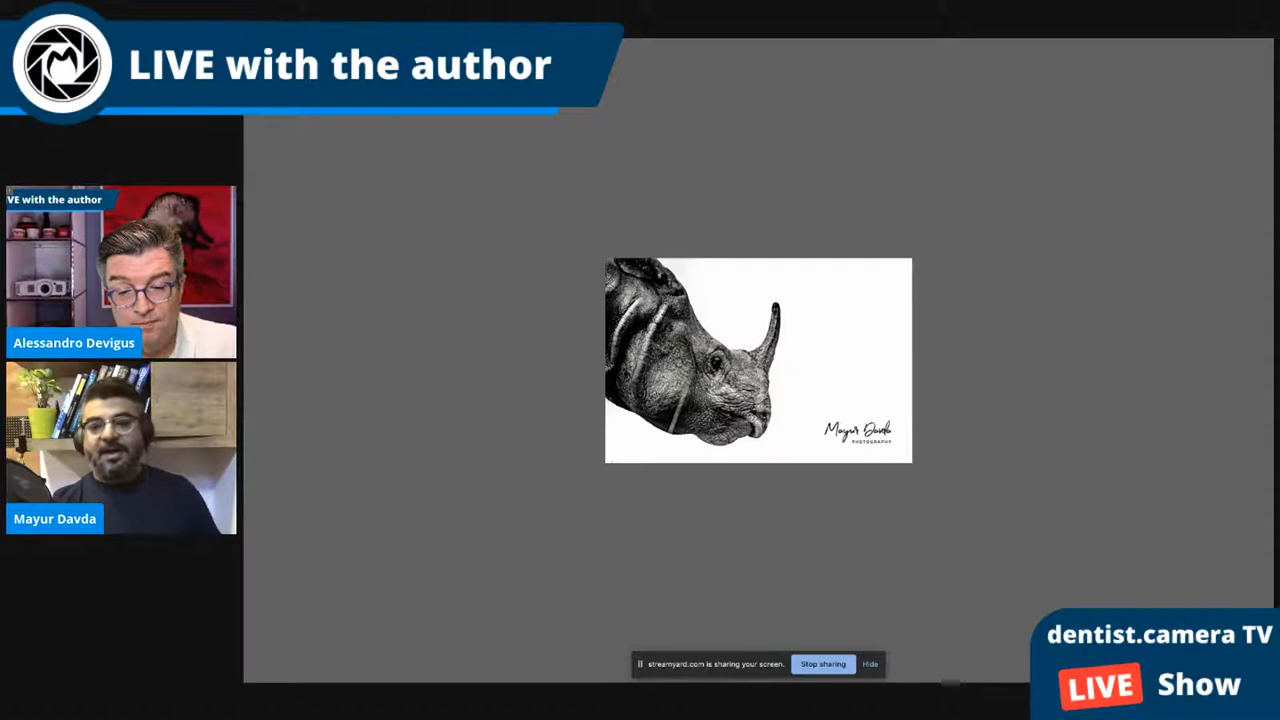 LIVE with the author
VE with the author
Alessandro Devigus
Mayur Davda
Mayur Davda
PHOTOGRAPHY
streamyard.com is sharing your screen.
Stop sharing
Hide
dentist.camera TV
LIVE Show